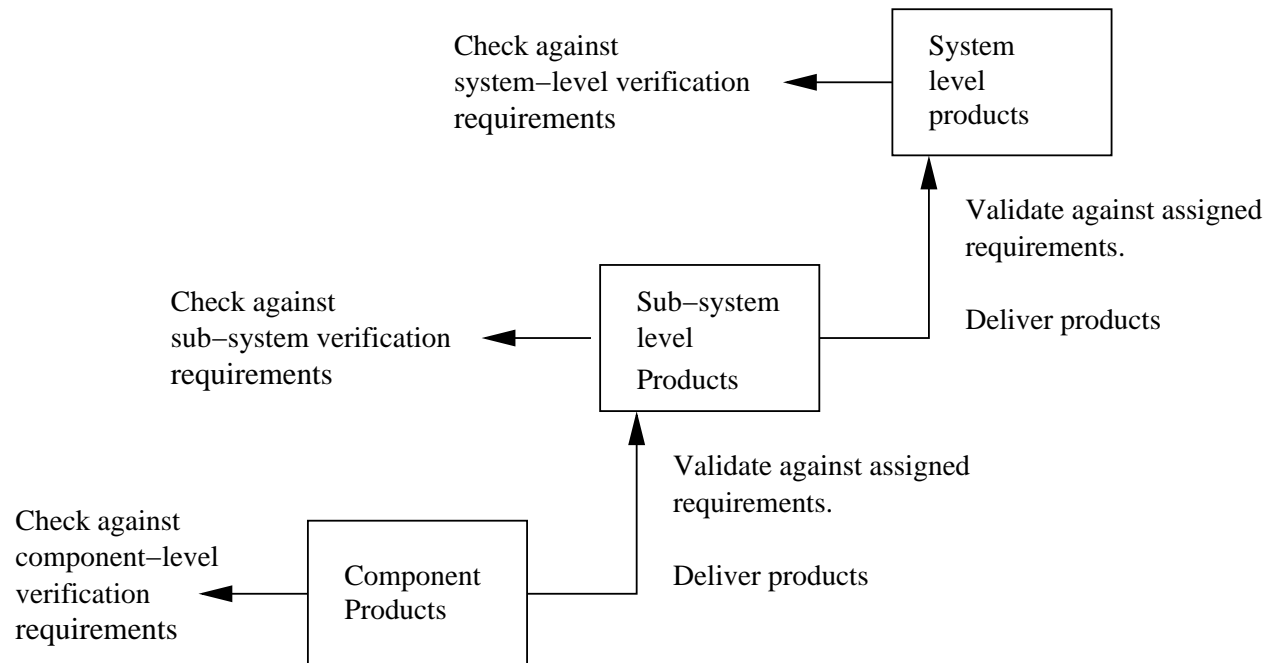 Check against
system−level verification
requirements
System
level
products
Validate against assigned
requirements.
Deliver products
Check against
sub−system verification
requirements
Sub−system
level
Products
Validate against assigned
requirements.
Deliver products
Check against
component−level
verification
requirements
Component
Products